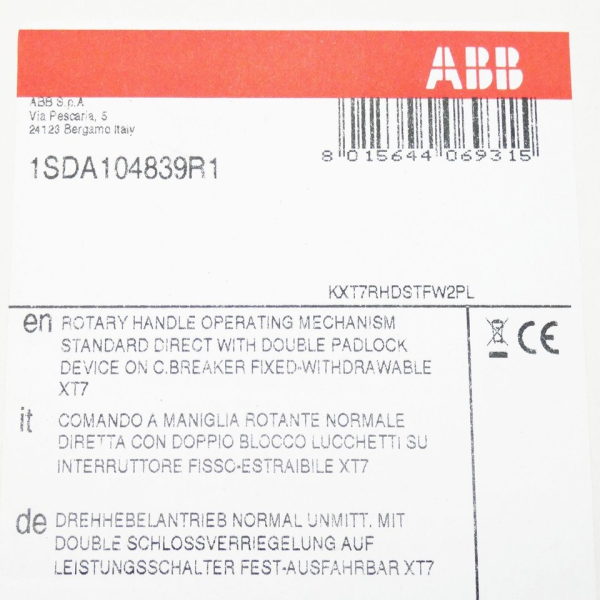 ABB
ABB S.p.A
Via Pescaria, 5
24123 Bergamo Italy
8 015644 069315
1SDA104839R1
KXT7RHDSTFW2PL
en ROTARY HANDLE OPERATING MECHANISM
STANDARD DIRECT WITH DOUBLE PADLOCK
DEVICE ON C.BREAKER FIXED-WITHDRAWABLE
XT7
CE
it COMANDO A MANIGLIA ROTANTE NORMALE
DIRETTA CON DOPPIO BLOCCO LUCCHETTI SU
INTERRUTTORE FISSO-ESTRAIBILE XT7
de DREHHEBELANTRIEB NORMAL UNMITT. MIT
DOUBLE SCHLOSSVERRIEGELUNG AUF
LEISTUNGSSCHALTER FEST-AUSFAHRBAR XT7